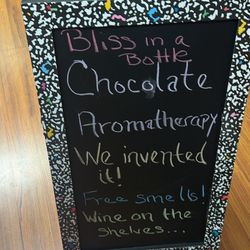 Bliss in a
Bottle
Chocolate
Aromatherapy
We invented
it!
Free smells!
Wine on the
shelves...